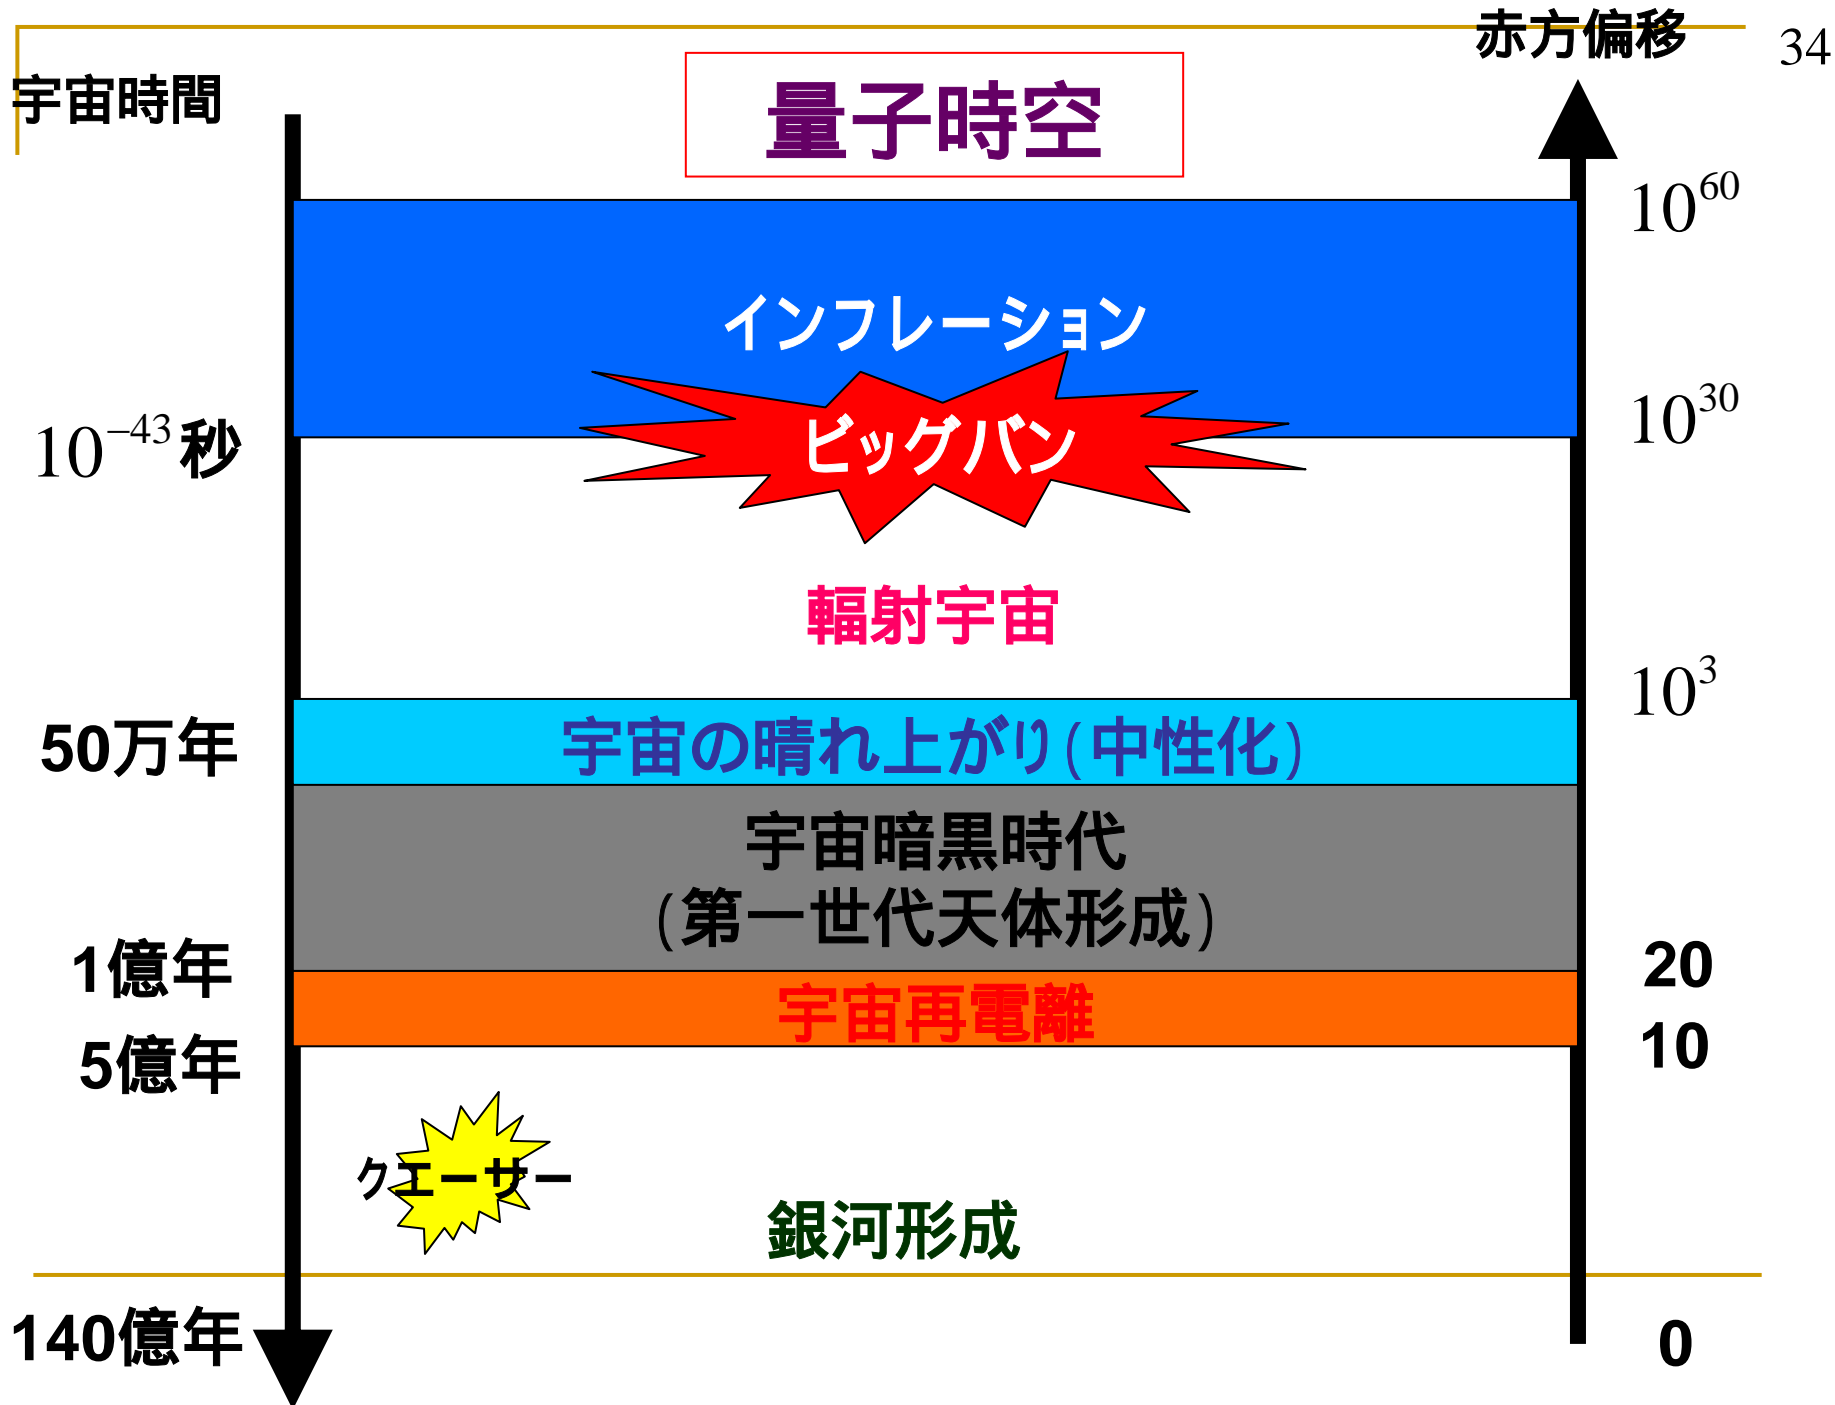 赤方偏移
34
宇宙時間
量子時空
10^60
インフレーション
10^30
10^−43秒
ビッグバン
輻射宇宙
10^3
50万年
宇宙の晴れ上がり(中性化)
宇宙暗黒時代
(第一世代天体形成)
1億年
20
宇宙再電離
10
5億年
クエーサー
銀河形成
140億年
0